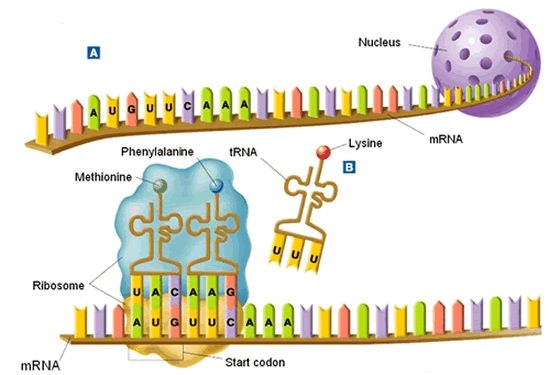 A
Nucleus
A U G U U C A A A
mRNA
Phenylalanine
tRNA
Lysine
Methionine
B
U U U
Ribosome
U A C A A G
A U G U U C A A A
mRNA
Start codon